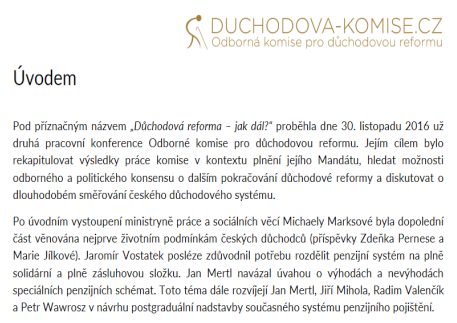 DUCHODOVA-KOMISE.CZ
Odborná komise pro důchodovou reformu
Úvodem
Pod příznačným názvem „Důchodová reforma – jak dál?“ proběhla dne 30. listopadu 2016 už
druhá pracovní konference Odborné komise pro důchodovou reformu. Jejím cílem bylo
rekapitulovat výsledky práce komise v kontextu plnění jejího Mandátu, hledat možnosti
odborného a politického konsensu o dalším pokračování důchodové reformy a diskutovat o
dlouhodobém směřování českého důchodového systému.
Po úvodním vystoupení ministryně práce a sociálních věcí Michaely Marksové byla dopolední
část věnována nejprve životním podmínkám českých důchodců (příspěvky Zdeňka Pernese a
Marie Jílkové). Jaromír Vostatek posléze zdůvodnil potřebu rozdělit penzijní systém na plně
solidární a plně zásluhovou složku. Jan Mertl navázal úvahou o výhodách a nevýhodách
speciálních penzijních schémat. Toto téma dále rozvíjejí Jan Mertl, Jiří Mihola, Radim Valenčík
a Petr Wawrosz v návrhu postgraduální nadstavby současného systému penzijního pojištění.